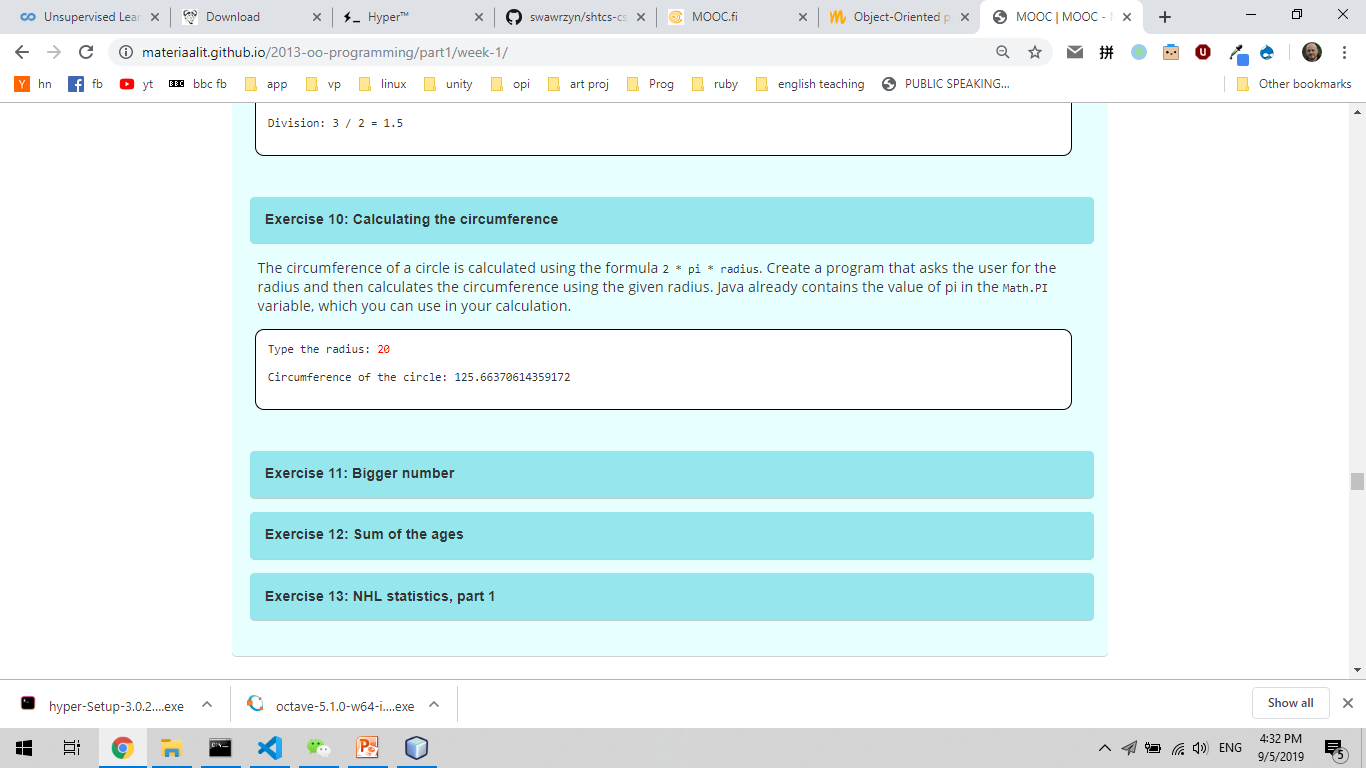 Unsupervised Lear
Download
Hyper™
swawrzyn/shtcs-cs
MOOC.fi
Object-Oriented p
MOOC | MOOC -
materiaalit.github.io/2013-oo-programming/part1/week-1/
拼
hn
fb
yt
BBC
bbc fb
app
vp
linux
unity
opi
art proj
Prog
ruby
english teaching
PUBLIC SPEAKING...
Other bookmarks
Division: 3 / 2 = 1.5
Exercise 10: Calculating the circumference
The circumference of a circle is calculated using the formula 2 * pi * radius. Create a program that asks the user for the
radius and then calculates the circumference using the given radius. Java already contains the value of pi in the Math.PI
variable, which you can use in your calculation.
Type the radius: 20
Circumference of the circle: 125.66370614359172
Exercise 11: Bigger number
Exercise 12: Sum of the ages
Exercise 13: NHL statistics, part 1
hyper-Setup-3.0.2....exe
octave-5.1.0-w64-i....exe
Show all
ENG
4:32 PM
9/5/2019
5